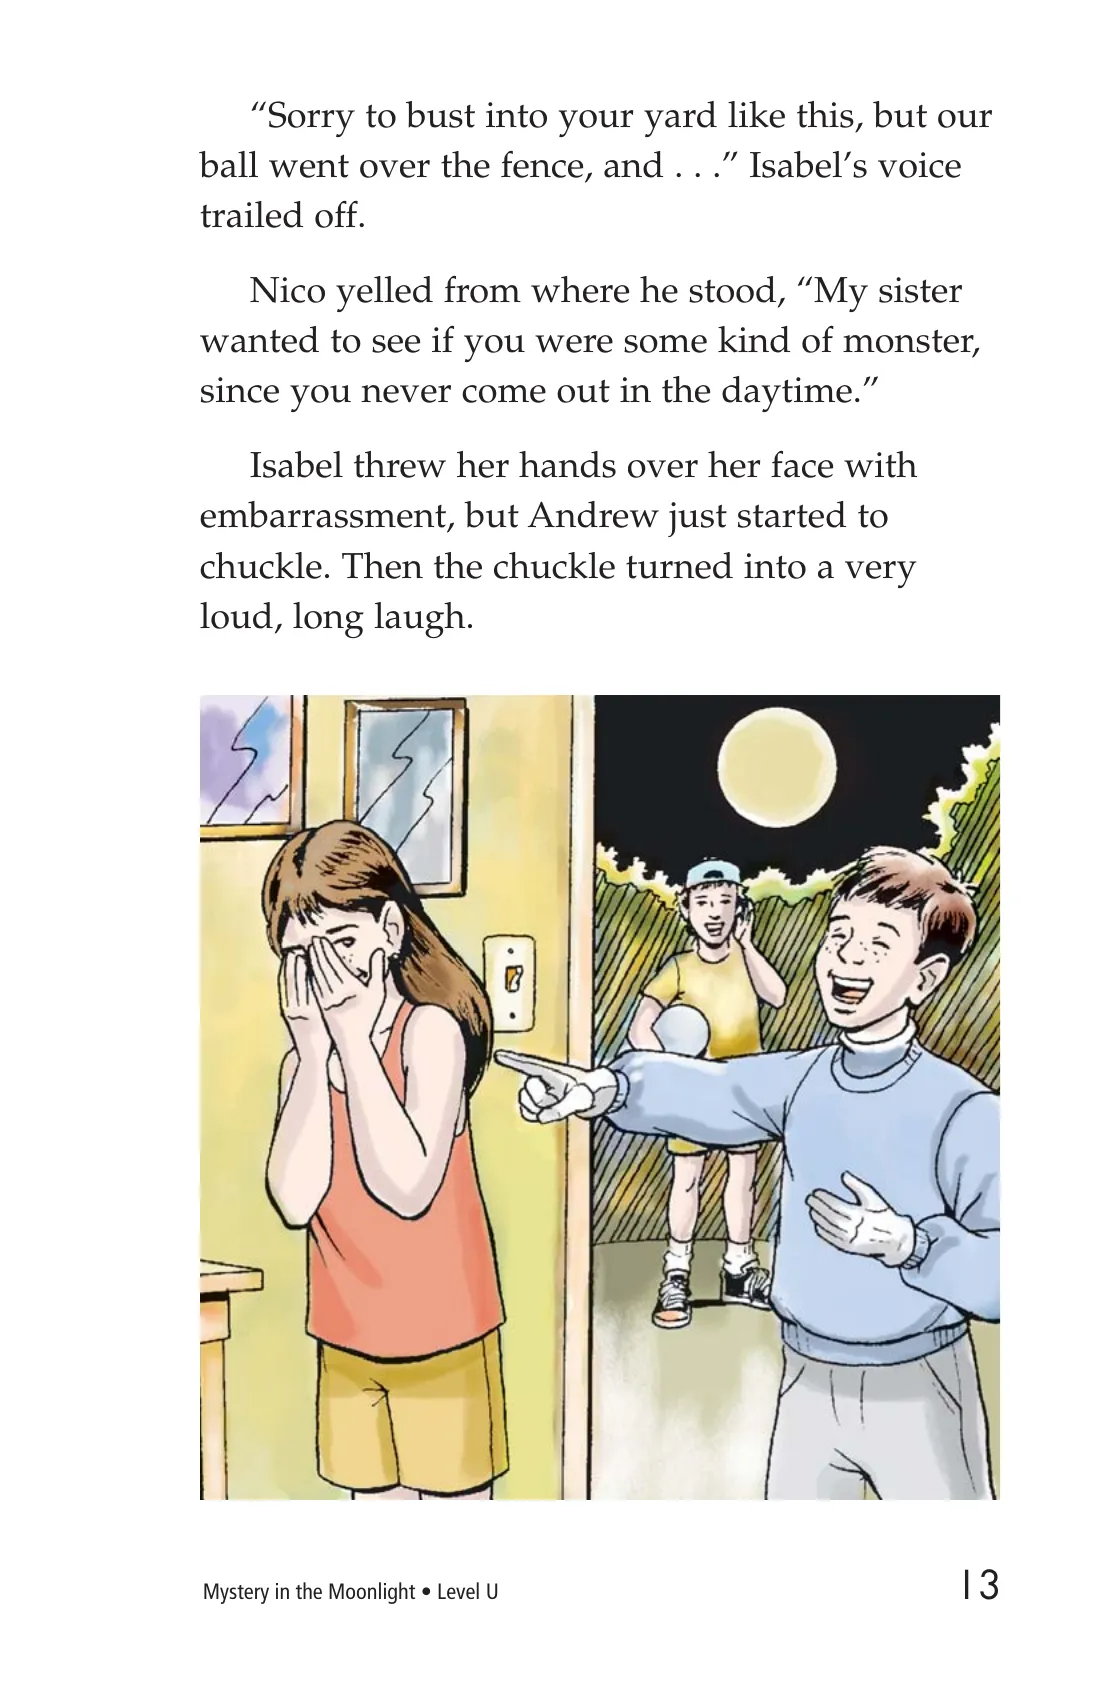 “Sorry to bust into your yard like this, but our
ball went over the fence, and . . .” Isabel’s voice
trailed off.
Nico yelled from where he stood, “My sister
wanted to see if you were some kind of monster,
since you never come out in the daytime.”
Isabel threw her hands over her face with
embarrassment, but Andrew just started to
chuckle. Then the chuckle turned into a very
loud, long laugh.
Mystery in the Moonlight • Level U
13